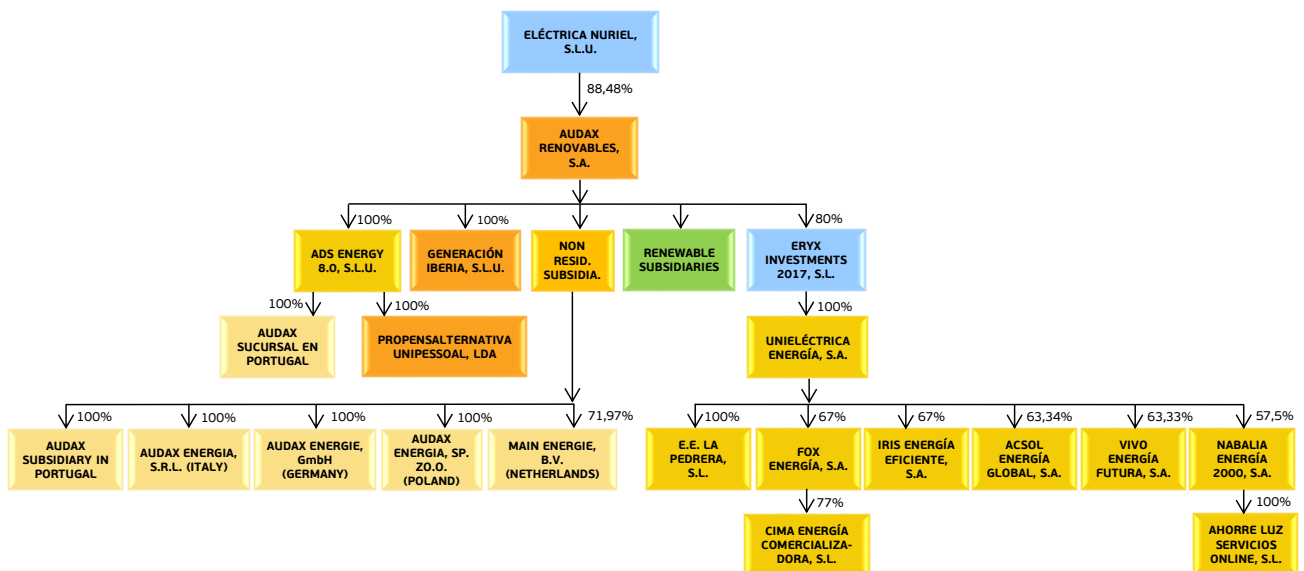 ELÉCTRICA NURIEL,
S.L.U.
88,48%
AUDAX
RENOVABLES,
S.A.
100%
100%
80%
ADS ENERGY
8.0, S.L.U.
GENERACIÓN
IBERIA, S.L.U.
NON
RESID.
SUBSIDIA.
RENEWABLE
SUBSIDIARIES
ERYX
INVESTMENTS
2017, S.L.
100%
100%
100%
AUDAX
SUCURSAL EN
PORTUGAL
PROPENSALTERNATIVA
UNIPESSOAL, LDA
UNIELÉCTRICA
ENERGÍA, S.A.
100%
100%
100%
100%
71,97%
100%
67%
67%
63,34%
63,33%
57,5%
AUDAX
SUBSIDIARY IN
PORTUGAL
AUDAX ENERGIA,
S.R.L. (ITALY)
AUDAX ENERGIE,
GmbH
(GERMANY)
AUDAX
ENERGIA, SP.
ZO.O.
(POLAND)
MAIN ENERGIE,
B.V.
(NETHERLANDS)
E.E. LA
PEDRERA,
S.L.
FOX
ENERGÍA, S.A.
IRIS ENERGÍA
EFICIENTE,
S.A.
ACSOL
ENERGÍA
GLOBAL, S.A.
VIVO
ENERGÍA
FUTURA, S.A.
NABALIA
ENERGÍA
2000, S.A.
77%
100%
CIMA ENERGÍA
COMERCIALIZA-
DORA, S.L.
AHORRE LUZ
SERVICIOS
ONLINE, S.L.